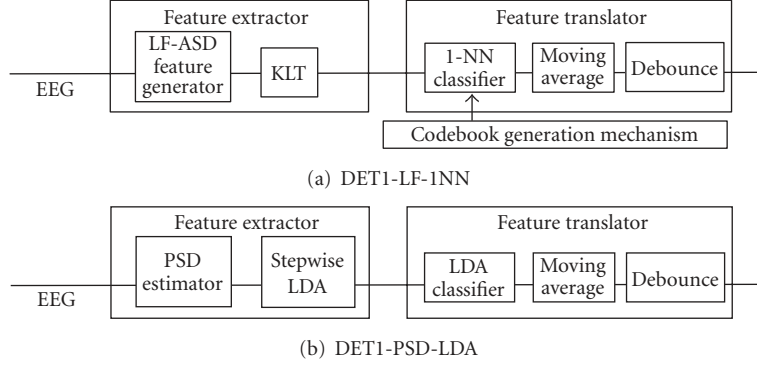 Feature extractor
Feature translator
EEG
LF-ASD
feature
generator
KLT
1-NN
classifier
Moving
average
Debounce
Codebook generation mechanism
(a) DET1-LF-1NN
Feature extractor
Feature translator
EEG
PSD
estimator
Stepwise
LDA
LDA
classifier
Moving
average
Debounce
(b) DET1-PSD-LDA